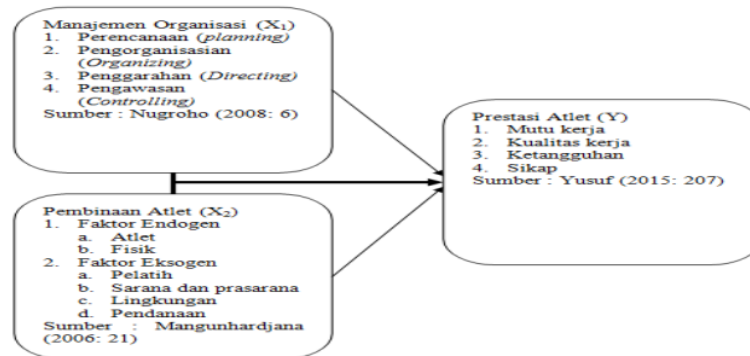 Manajemen Organisasi (X₁)
1. Perencanaan (planning)
2. Pengorganisasian
(Organizing)
3. Penggarahan (Directing)
4. Pengawasan
(Controlling)
Sumber : Nugroho (2008: 6)
Prestasi Atlet (Y)
1. Mutu kerja
2. Kualitas kerja
3. Ketangguhan
4. Sikap
Sumber : Yusuf (2015: 207)
Pembinaan Atlet (X₂)
1. Faktor Endogen
a. Atlet
b. Fisik
2. Faktor Eksogen
a. Pelatih
b. Sarana dan prasarana
c. Lingkungan
d. Pendanaan
Sumber : Mangunhardjana
(2006: 21)